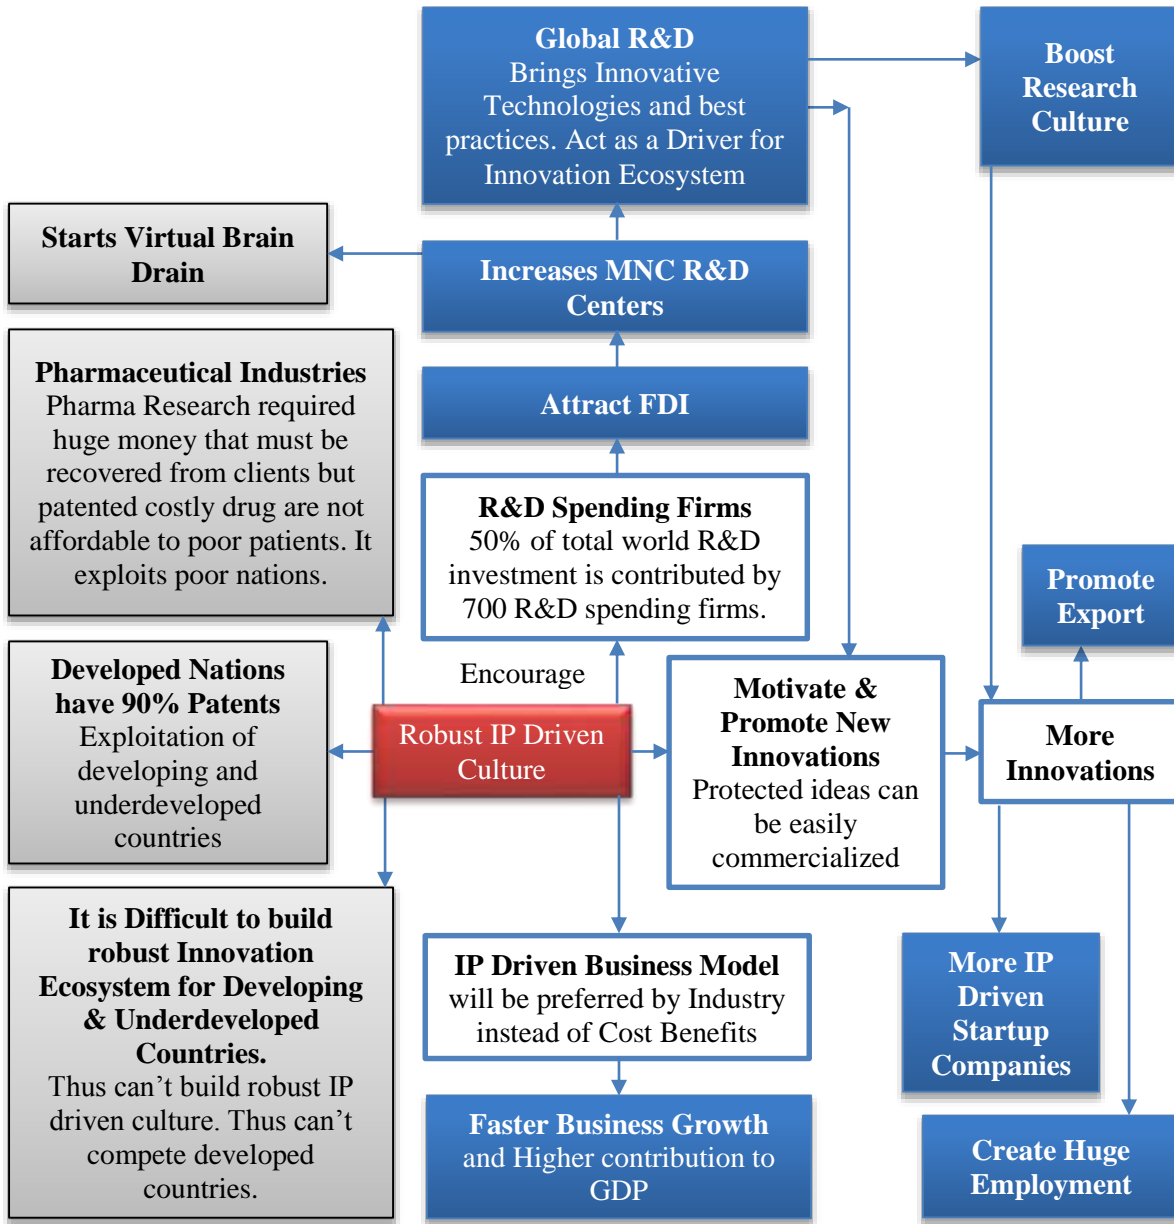 Global R&D
Brings Innovative
Technologies and best
practices. Act as a Driver for
Innovation Ecosystem
Boost
Research
Culture
Starts Virtual Brain
Drain
Increases MNC R&D
Centers
Pharmaceutical Industries
Pharma Research required
huge money that must be
recovered from clients but
patented costly drug are not
affordable to poor patients. It
exploits poor nations.
Attract FDI
R&D Spending Firms
50% of total world R&D
investment is contributed by
700 R&D spending firms.
Promote
Export
Encourage
Developed Nations
have 90% Patents
Exploitation of
developing and
underdeveloped
countries
Robust IP Driven
Culture
Motivate &
Promote New
Innovations
Protected ideas can
be easily
commercialized
More
Innovations
It is Difficult to build
robust Innovation
Ecosystem for Developing
& Underdeveloped
Countries.
Thus can’t build robust IP
driven culture. Thus can’t
compete developed
countries.
IP Driven Business Model
will be preferred by Industry
instead of Cost Benefits
More IP
Driven
Startup
Companies
Faster Business Growth
and Higher contribution to
GDP
Create Huge
Employment